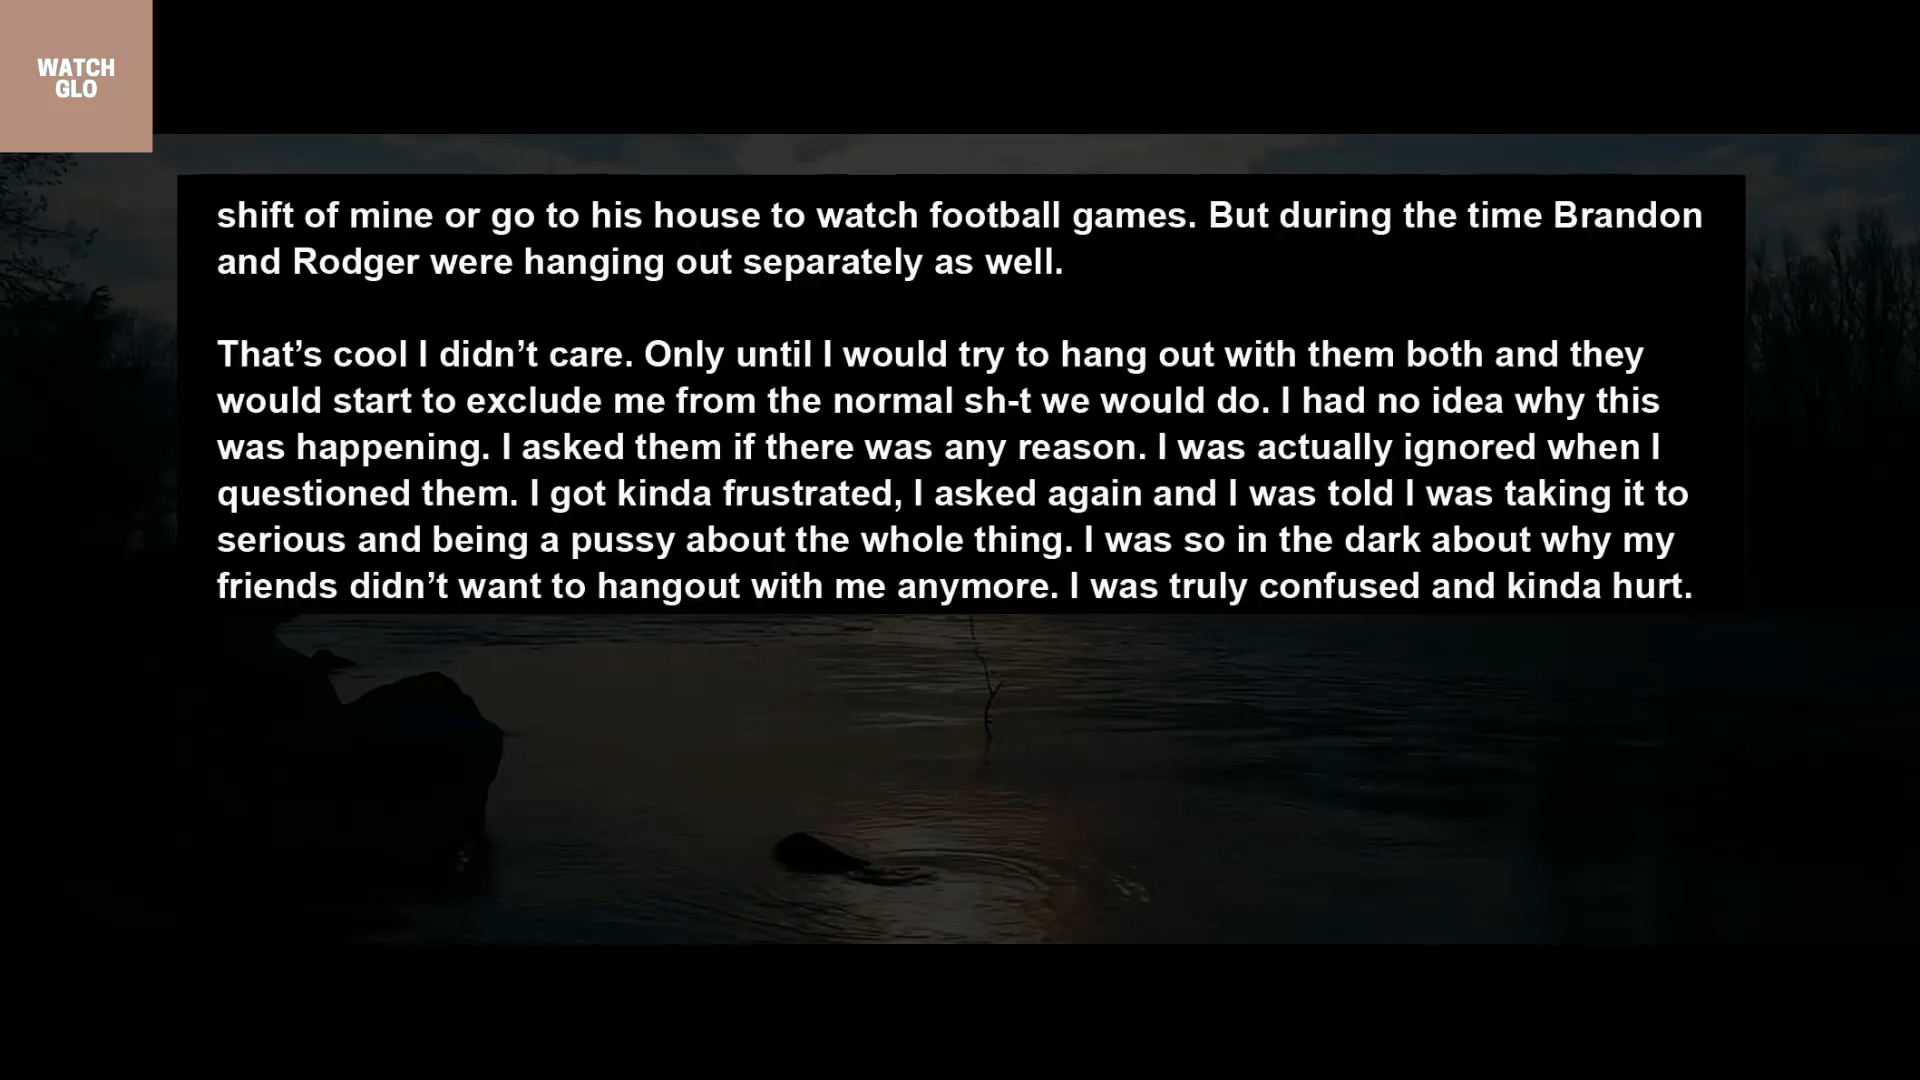 WATCH
GLO
shift of mine or go to his house to watch football games. But during the time Brandon
and Rodger were hanging out separately as well.
That’s cool I didn’t care. Only until I would try to hang out with them both and they
would start to exclude me from the normal sh-t we would do. I had no idea why this
was happening. I asked them if there was any reason. I was actually ignored when I
questioned them. I got kinda frustrated, I asked again and I was told I was taking it to
serious and being a pussy about the whole thing. I was so in the dark about why my
friends didn’t want to hangout with me anymore. I was truly confused and kinda hurt.